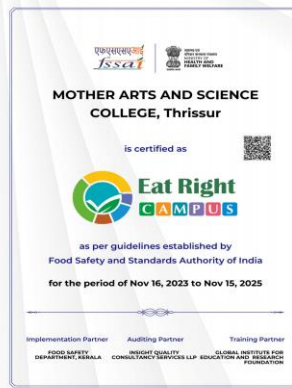 एफएसएसएआई
fssai
MINISTRY OF
HEALTH AND
FAMILY WELFARE
MOTHER ARTS AND SCIENCE
COLLEGE, Thrissur
is certified as
Eat Right
CAMPUS
as per guidelines established by
Food Safety and Standards Authority of India
for the period of Nov 16, 2023 to Nov 15, 2025
Implementation Partner Auditing Partner Training Partner
FOOD SAFETY DEPARTMENT, KERALA
INSIGHT QUALITY CONSULTANCY SERVICES LLP
GLOBAL INSTITUTE FOR EDUCATION AND RESEARCH FOUNDATION